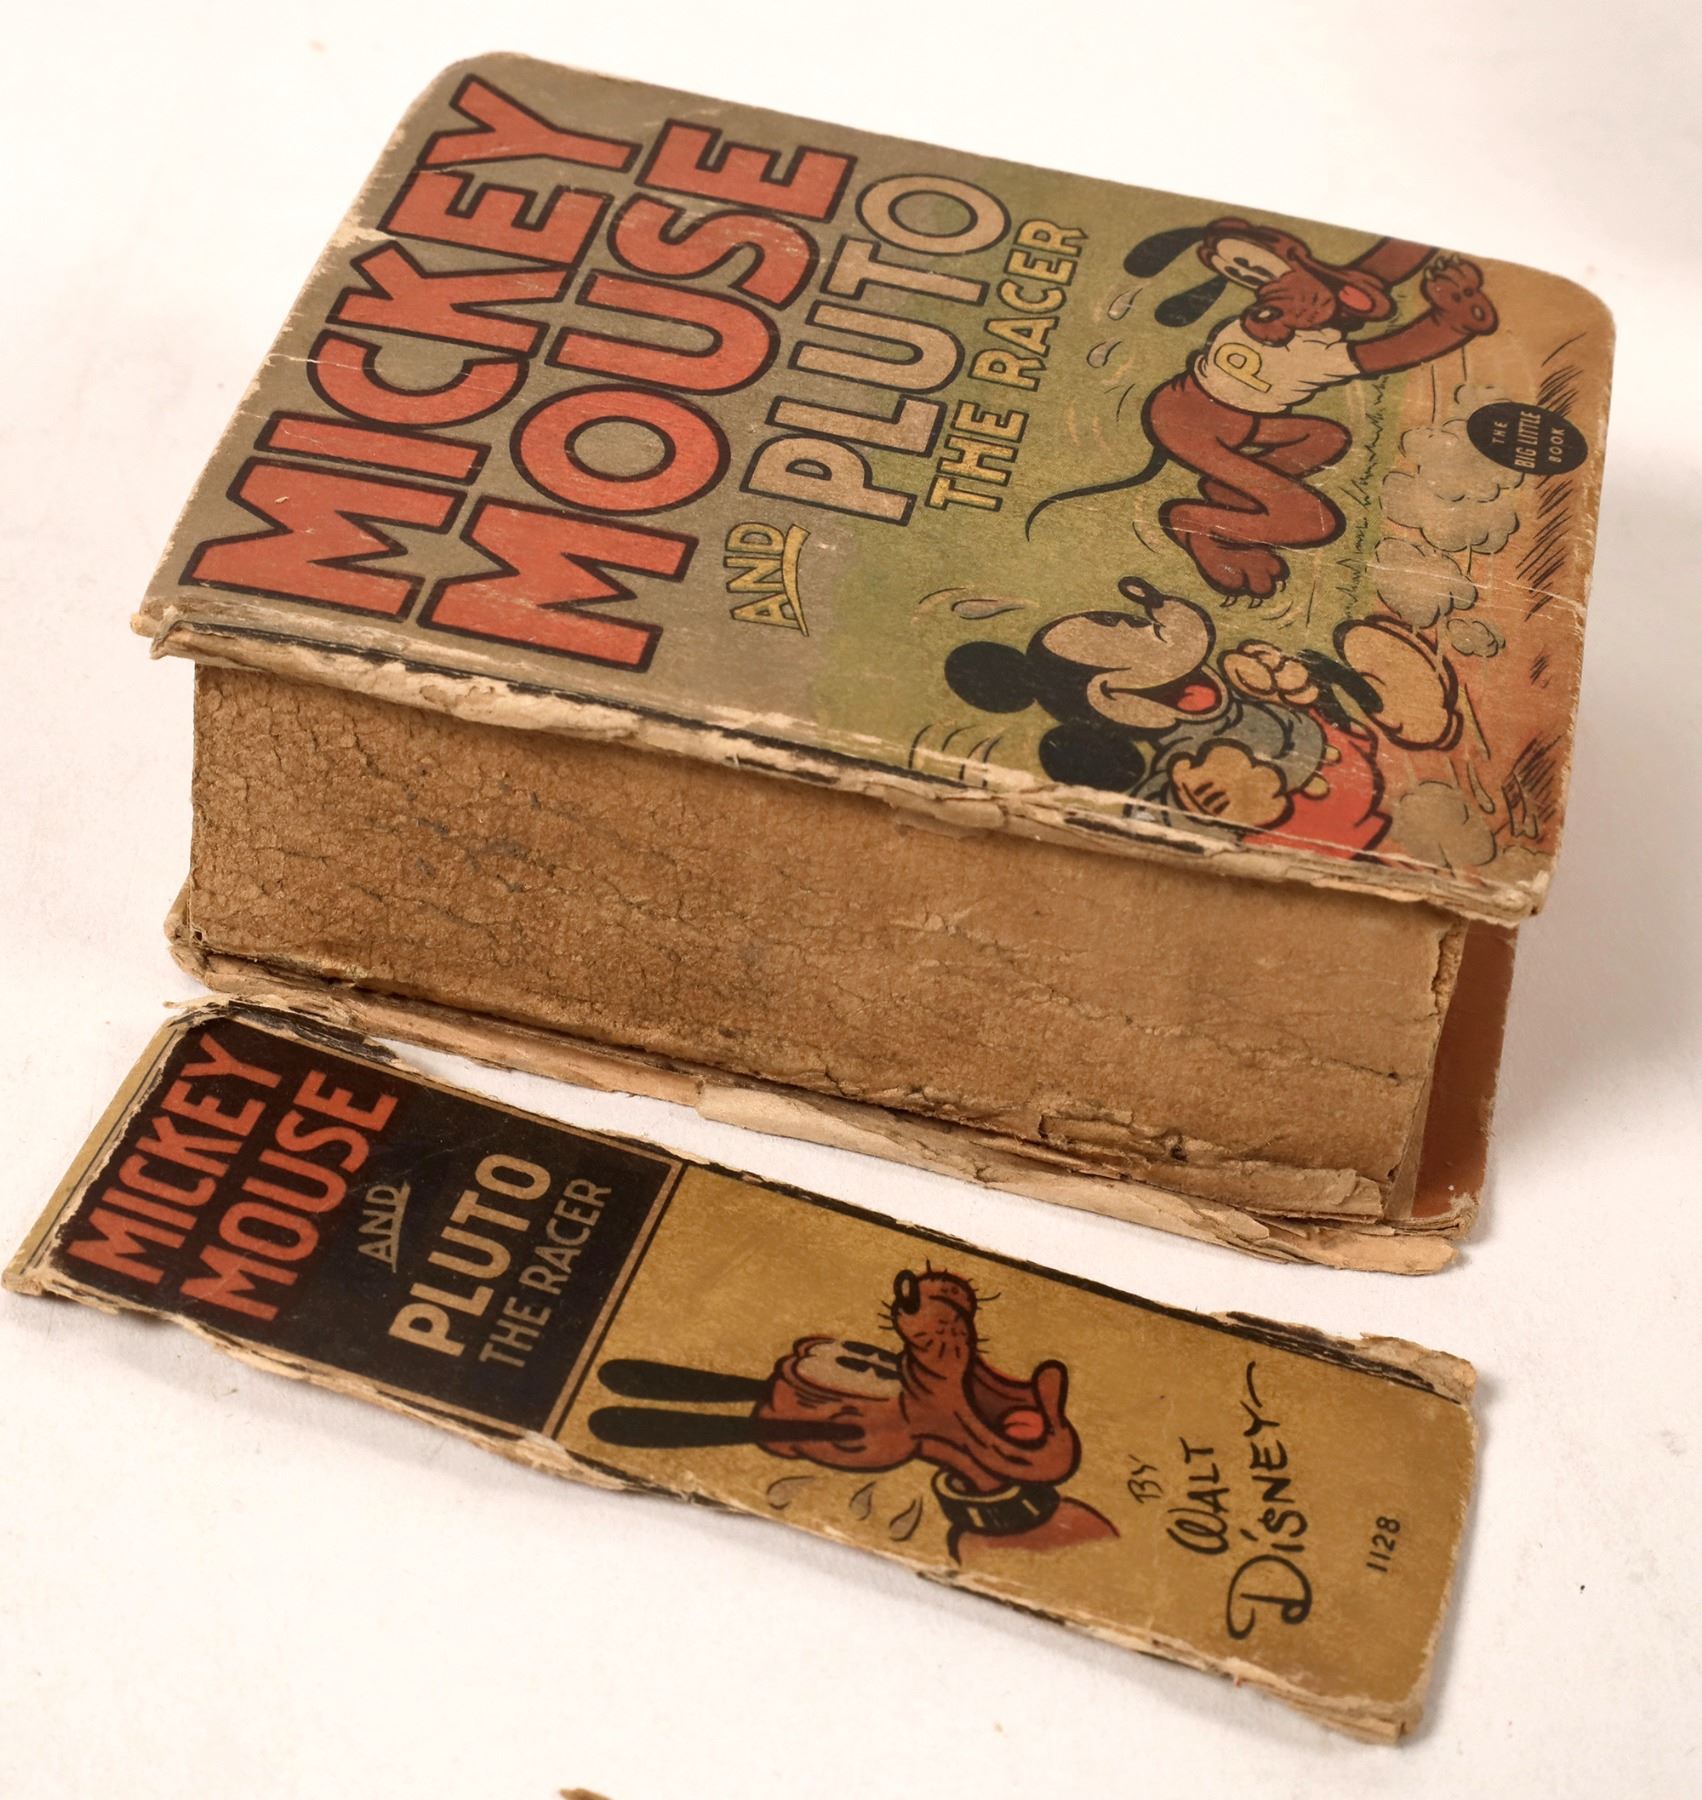 MICKEY
MOUSE
AND PLUTO
THE RACER
P
THE
BIG LITTLE
BOOK
MICKEY
MOUSE
AND
PLUTO
THE RACER
BY
WALT
DISNEY
1128